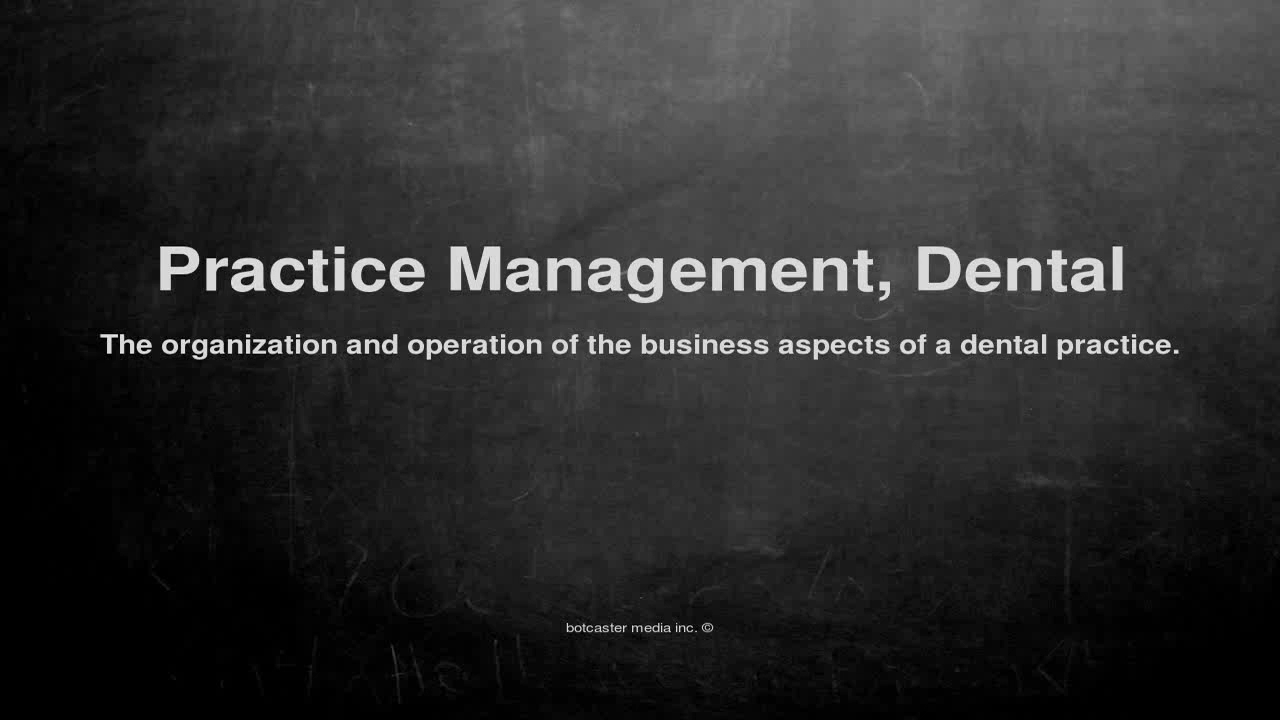 Practice Management, Dental
The organization and operation of the business aspects of a dental practice.
botcaster media inc. ©